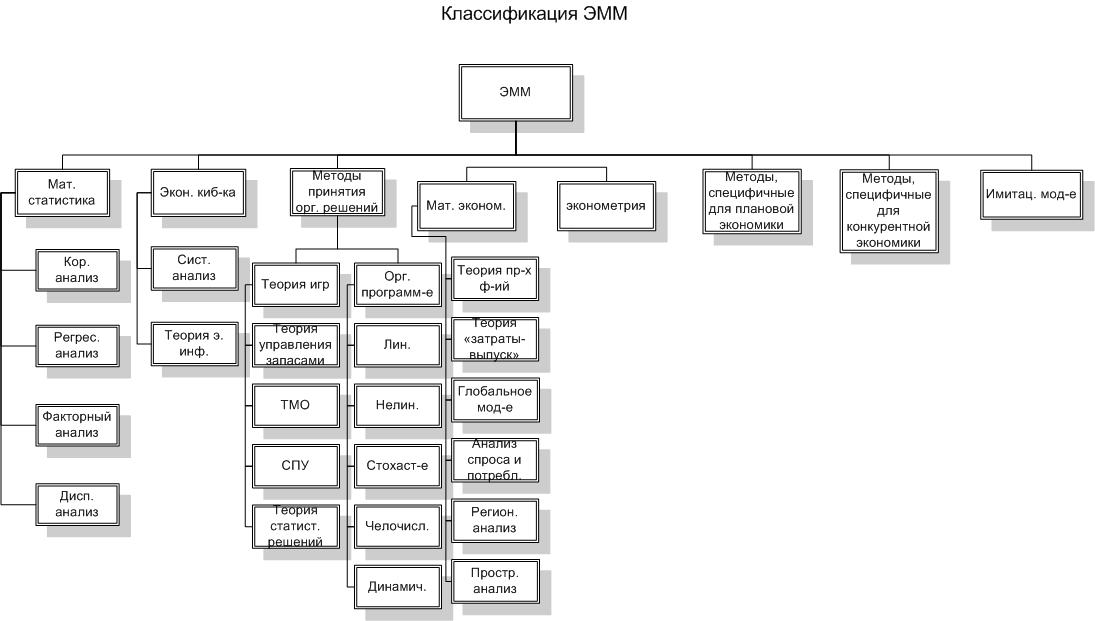 Классификация ЭММ
ЭММ
Мат.
статистика
Экон. киб-ка
Методы
принятия
орг. решений
Мат. эконом.
эконометрия
Методы,
специфичные
для плановой
экономики
Методы,
специфичные
для
конкурентной
экономики
Имитац. мод-е
Кор.
анализ
Регрес.
анализ
Факторный
анализ
Дисп.
анализ
Сист.
анализ
Теория э.
инф.
Теория игр
Теория
управления
запасами
ТМО
СПУ
Теория
статист.
решений
Орг.
программ-е
Лин.
Нелин.
Стохаст-е
Челочисл.
Динамич.
Теория пр-х
ф-ий
Теория
«затраты-
выпуск»
Глобальное
мод-е
Анализ
спроса и
потребл.
Регион.
анализ
Простр.
анализ